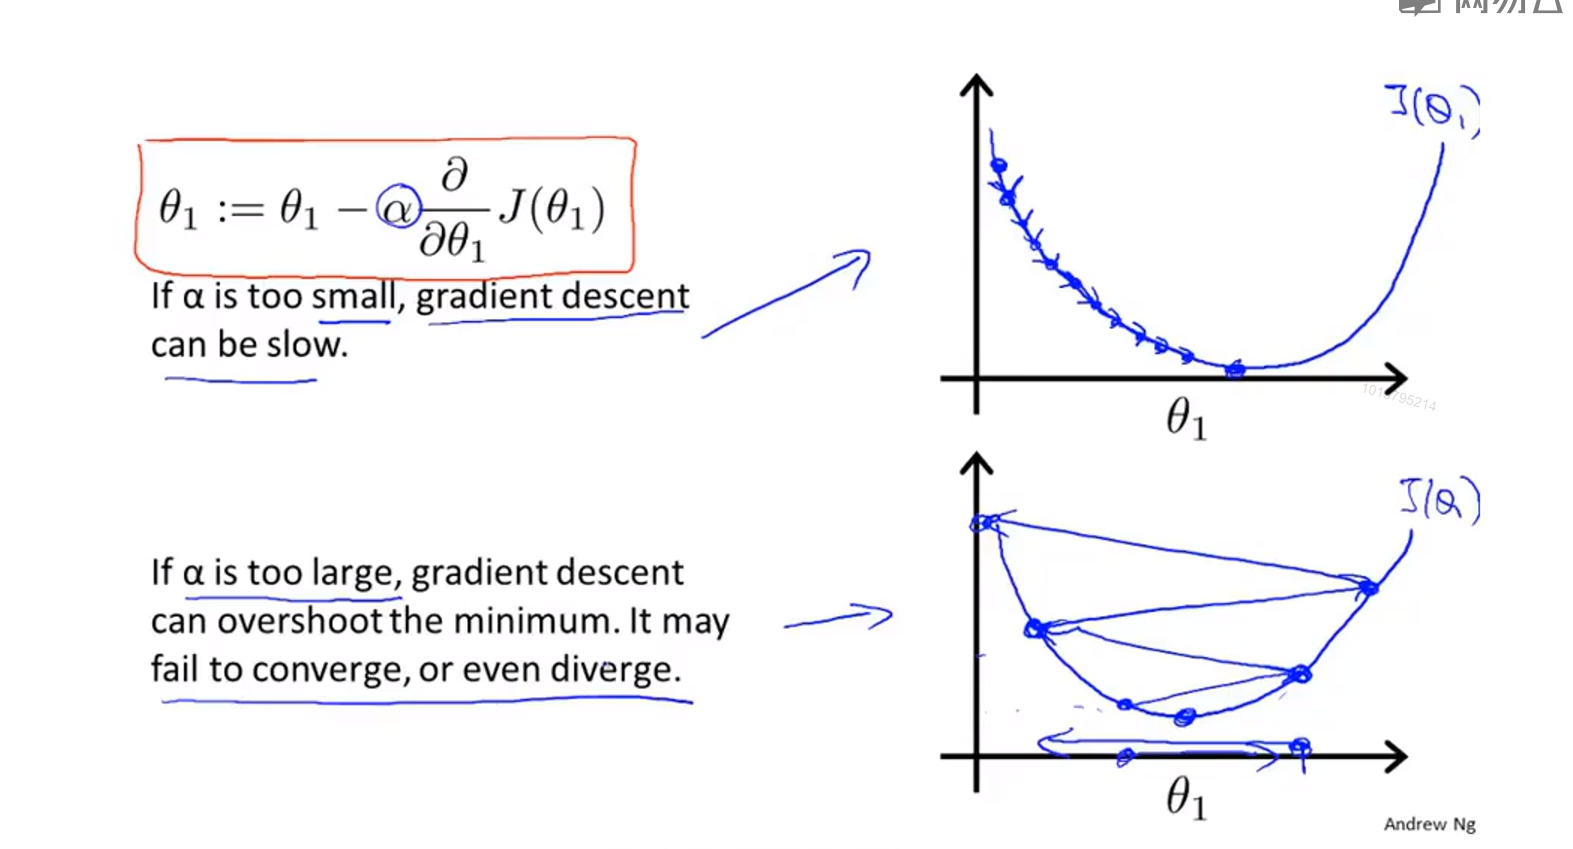 J(θ₁)
θ₁ := θ₁ − α ∂/∂θ₁ J(θ₁)
If α is too small, gradient descent
can be slow.
θ₁
J(θ₁)
If α is too large, gradient descent
can overshoot the minimum. It may
fail to converge, or even diverge.
θ₁
Andrew Ng